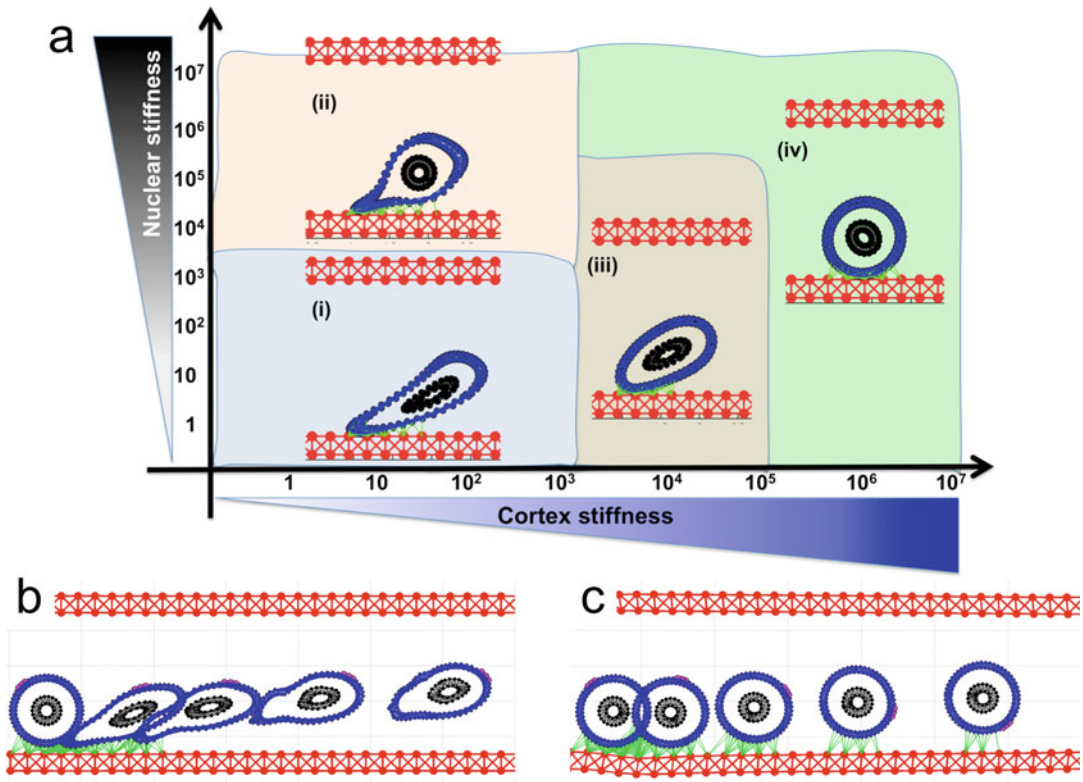 a
Nuclear stiffness
10⁷
10⁶
10⁵
10⁴
10³
10²
10
1
(ii)
(i)
(iii)
(iv)
1 10 10² 10³ 10⁴ 10⁵ 10⁶ 10⁷
Cortex stiffness
b
c